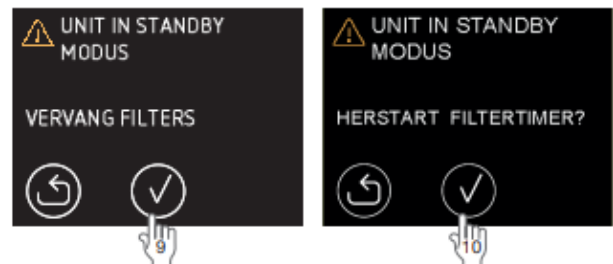 UNIT IN STANDBY
MODUS
VERVANG FILTERS
9
UNIT IN STANDBY
MODUS
HERSTART FILTERTIMER?
10